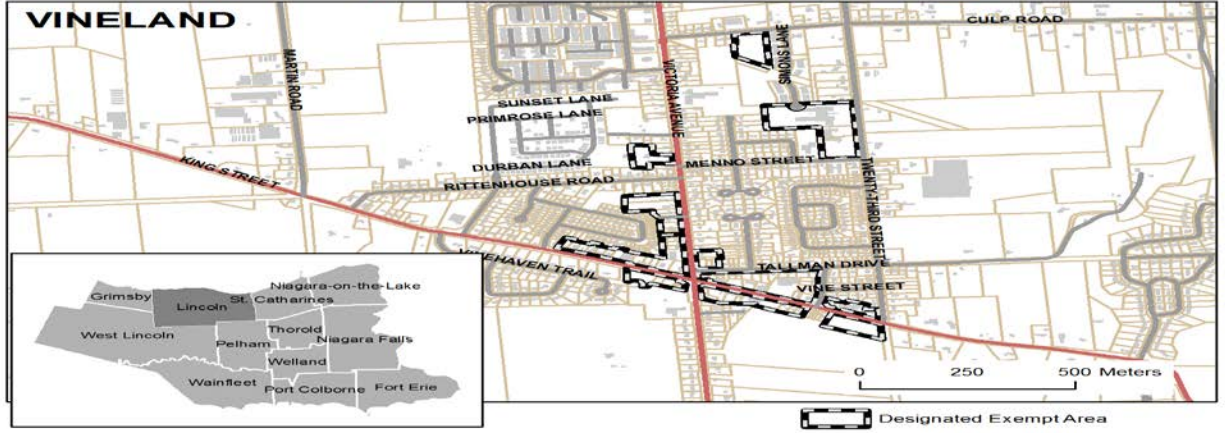 VINELAND
CULP ROAD
MARTIN ROAD
VICTORIA AVENUE
SIMONS LANE
SUNSET LANE
PRIMROSE LANE
KING STREET
DURBAN LANE
MENNO STREET
RITTENHOUSE ROAD
TWENTY-THIRD STREET
VINEHAVEN TRAIL
TALLMAN DRIVE
VINE STREET
Niagara-on-the-Lake
Grimsby
Lincoln
St. Catharines
West Lincoln
Thorold
Pelham
Niagara Falls
Welland
Wainfleet
Port Colborne
Fort Erie
0 250 500 Meters
Designated Exempt Area